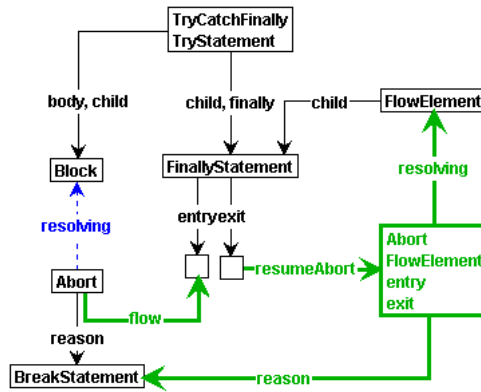 TryCatchFinally
TryStatement
body, child
child, finally
child
FlowElement
Block
FinallyStatement
resolving
resolving
entry
exit
Abort
resumeAbort
Abort
FlowElement
entry
exit
flow
reason
BreakStatement
reason